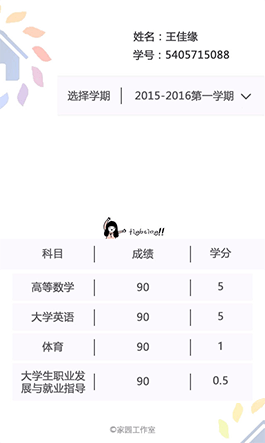 姓名：王佳缘
学号：5405715088
选择学期 2015-2016第一学期
fighting!!
科目 成绩 学分
高等数学 90 5
大学英语 90 5
体育 90 1
大学生职业发
展与就业指导 90 0.5
©家园工作室